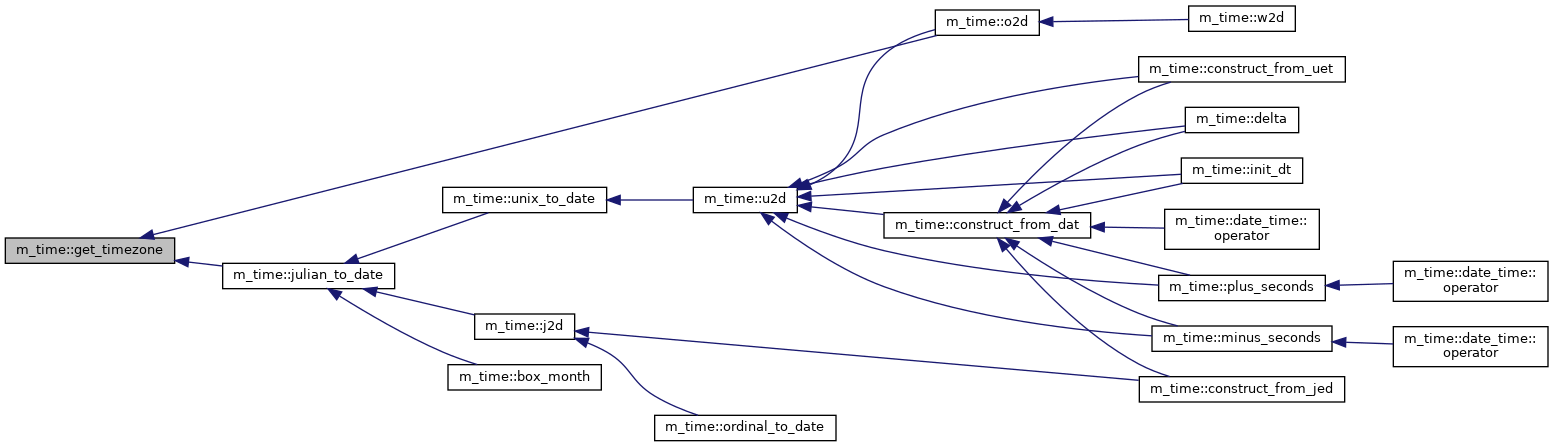 m_time::o2d
m_time::w2d
m_time::construct_from_uet
m_time::delta
m_time::init_dt
m_time::unix_to_date
m_time::u2d
m_time::construct_from_dat
m_time::date_time::
operator
m_time::get_timezone
m_time::julian_to_date
m_time::plus_seconds
m_time::date_time::
operator
m_time::j2d
m_time::minus_seconds
m_time::date_time::
operator
m_time::box_month
m_time::construct_from_jed
m_time::ordinal_to_date